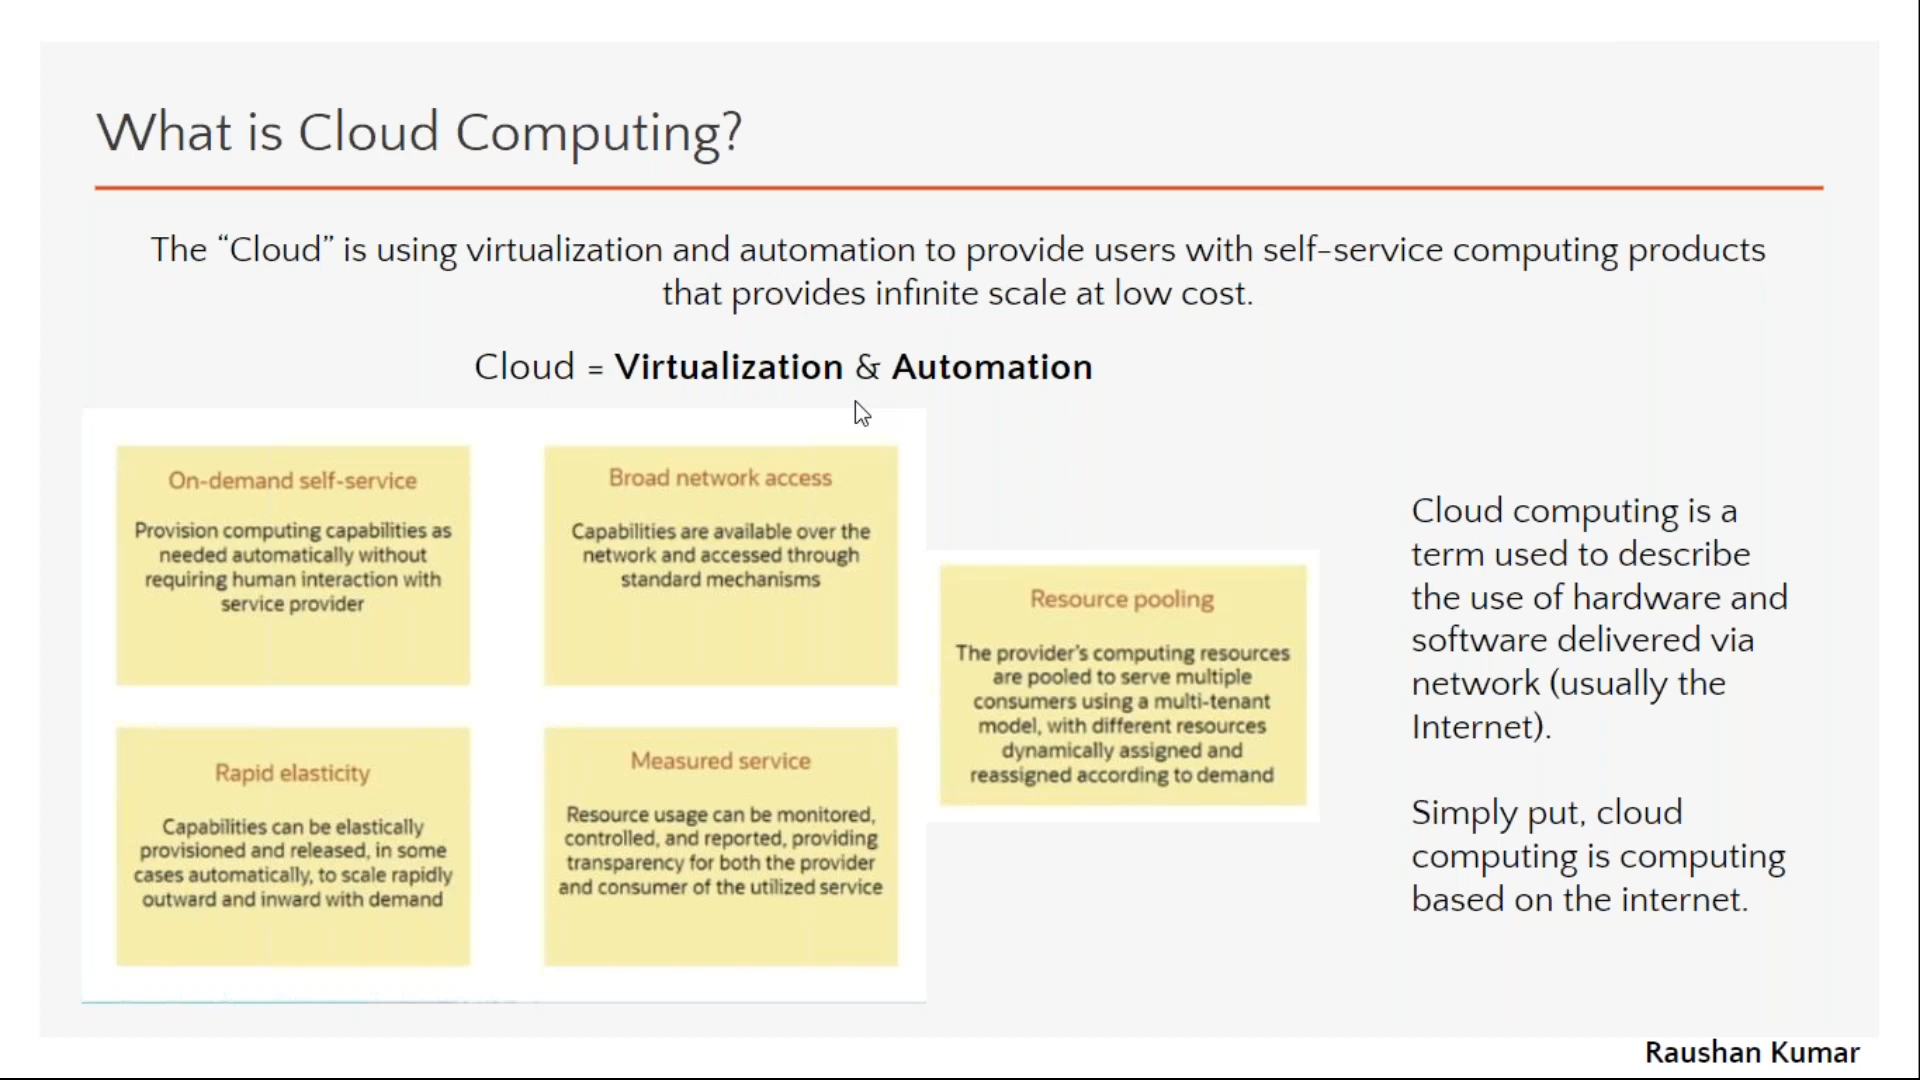 What is Cloud Computing?
The “Cloud” is using virtualization and automation to provide users with self-service computing products
that provides infinite scale at low cost.
Cloud = Virtualization & Automation
On-demand self-service
Provision computing capabilities as
needed automatically without
requiring human interaction with
service provider
Broad network access
Capabilities are available over the
network and accessed through
standard mechanisms
Rapid elasticity
Capabilities can be elastically
provisioned and released, in some
cases automatically, to scale rapidly
outward and inward with demand
Measured service
Resource usage can be monitored,
controlled, and reported, providing
transparency for both the provider
and consumer of the utilized service
Resource pooling
The provider’s computing resources
are pooled to serve multiple
consumers using a multi-tenant
model, with different resources
dynamically assigned and
reassigned according to demand
Cloud computing is a
term used to describe
the use of hardware and
software delivered via
network (usually the
Internet).
Simply put, cloud
computing is computing
based on the internet.
Raushan Kumar